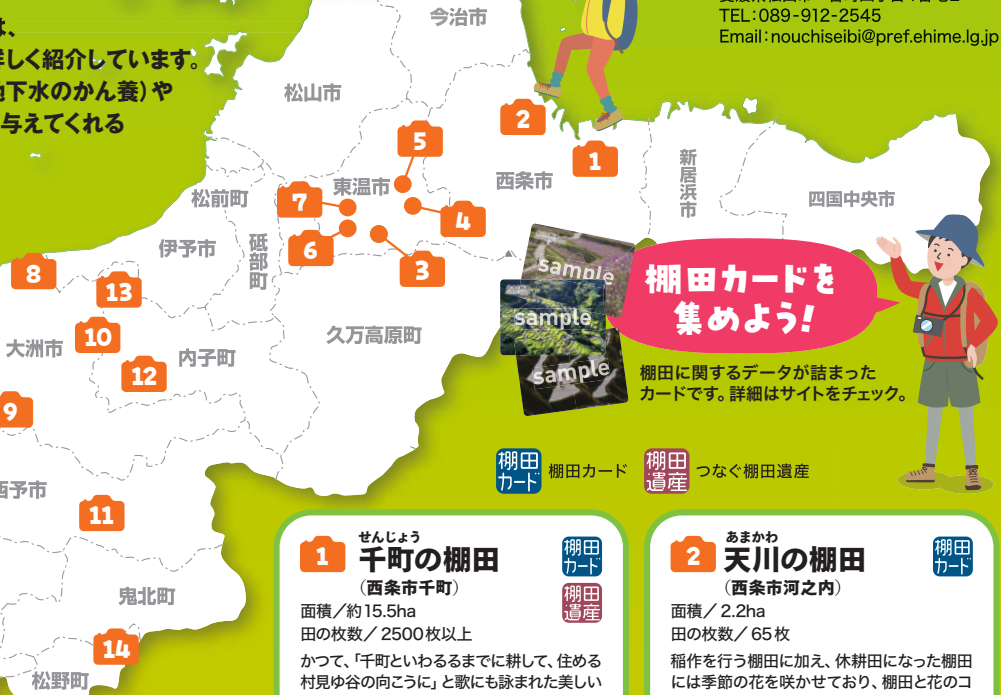 は、
詳しく紹介しています。
地下水のかん養）や
与えてくれる
TEL：089-912-2545
Email：nouchiseibi@pref.ehime.lg.jp
今治市
松山市
2
5
1
新居浜市
西条市
東温市
四国中央市
松前町
7
4
伊予市
砥部町
6
3
8
13
sample
sample
sample
棚田カードを
集めよう!
10
大洲市
久万高原町
内子町
12
棚田に関するデータが詰まった
カードです。詳細はサイトをチェック。
9
棚田カード
棚田カード
棚田遺産
つなぐ棚田遺産
西予市
11
鬼北町
14
松野町
1
せんじょう
千町の棚田
（西条市千町）
棚田カード
棚田遺産
面積／約15.5ha
田の枚数／2500枚以上
かつて、「千町といわるるまでに耕して、住める
村見ゆ谷の向こうに」と歌にも詠まれた美しい
2
あまかわ
天川の棚田
（西条市河之内）
棚田カード
面積／2.2ha
田の枚数／65枚
稲作を行う棚田に加え、休耕田になった棚田
には季節の花を咲かせており、棚田と花のコ